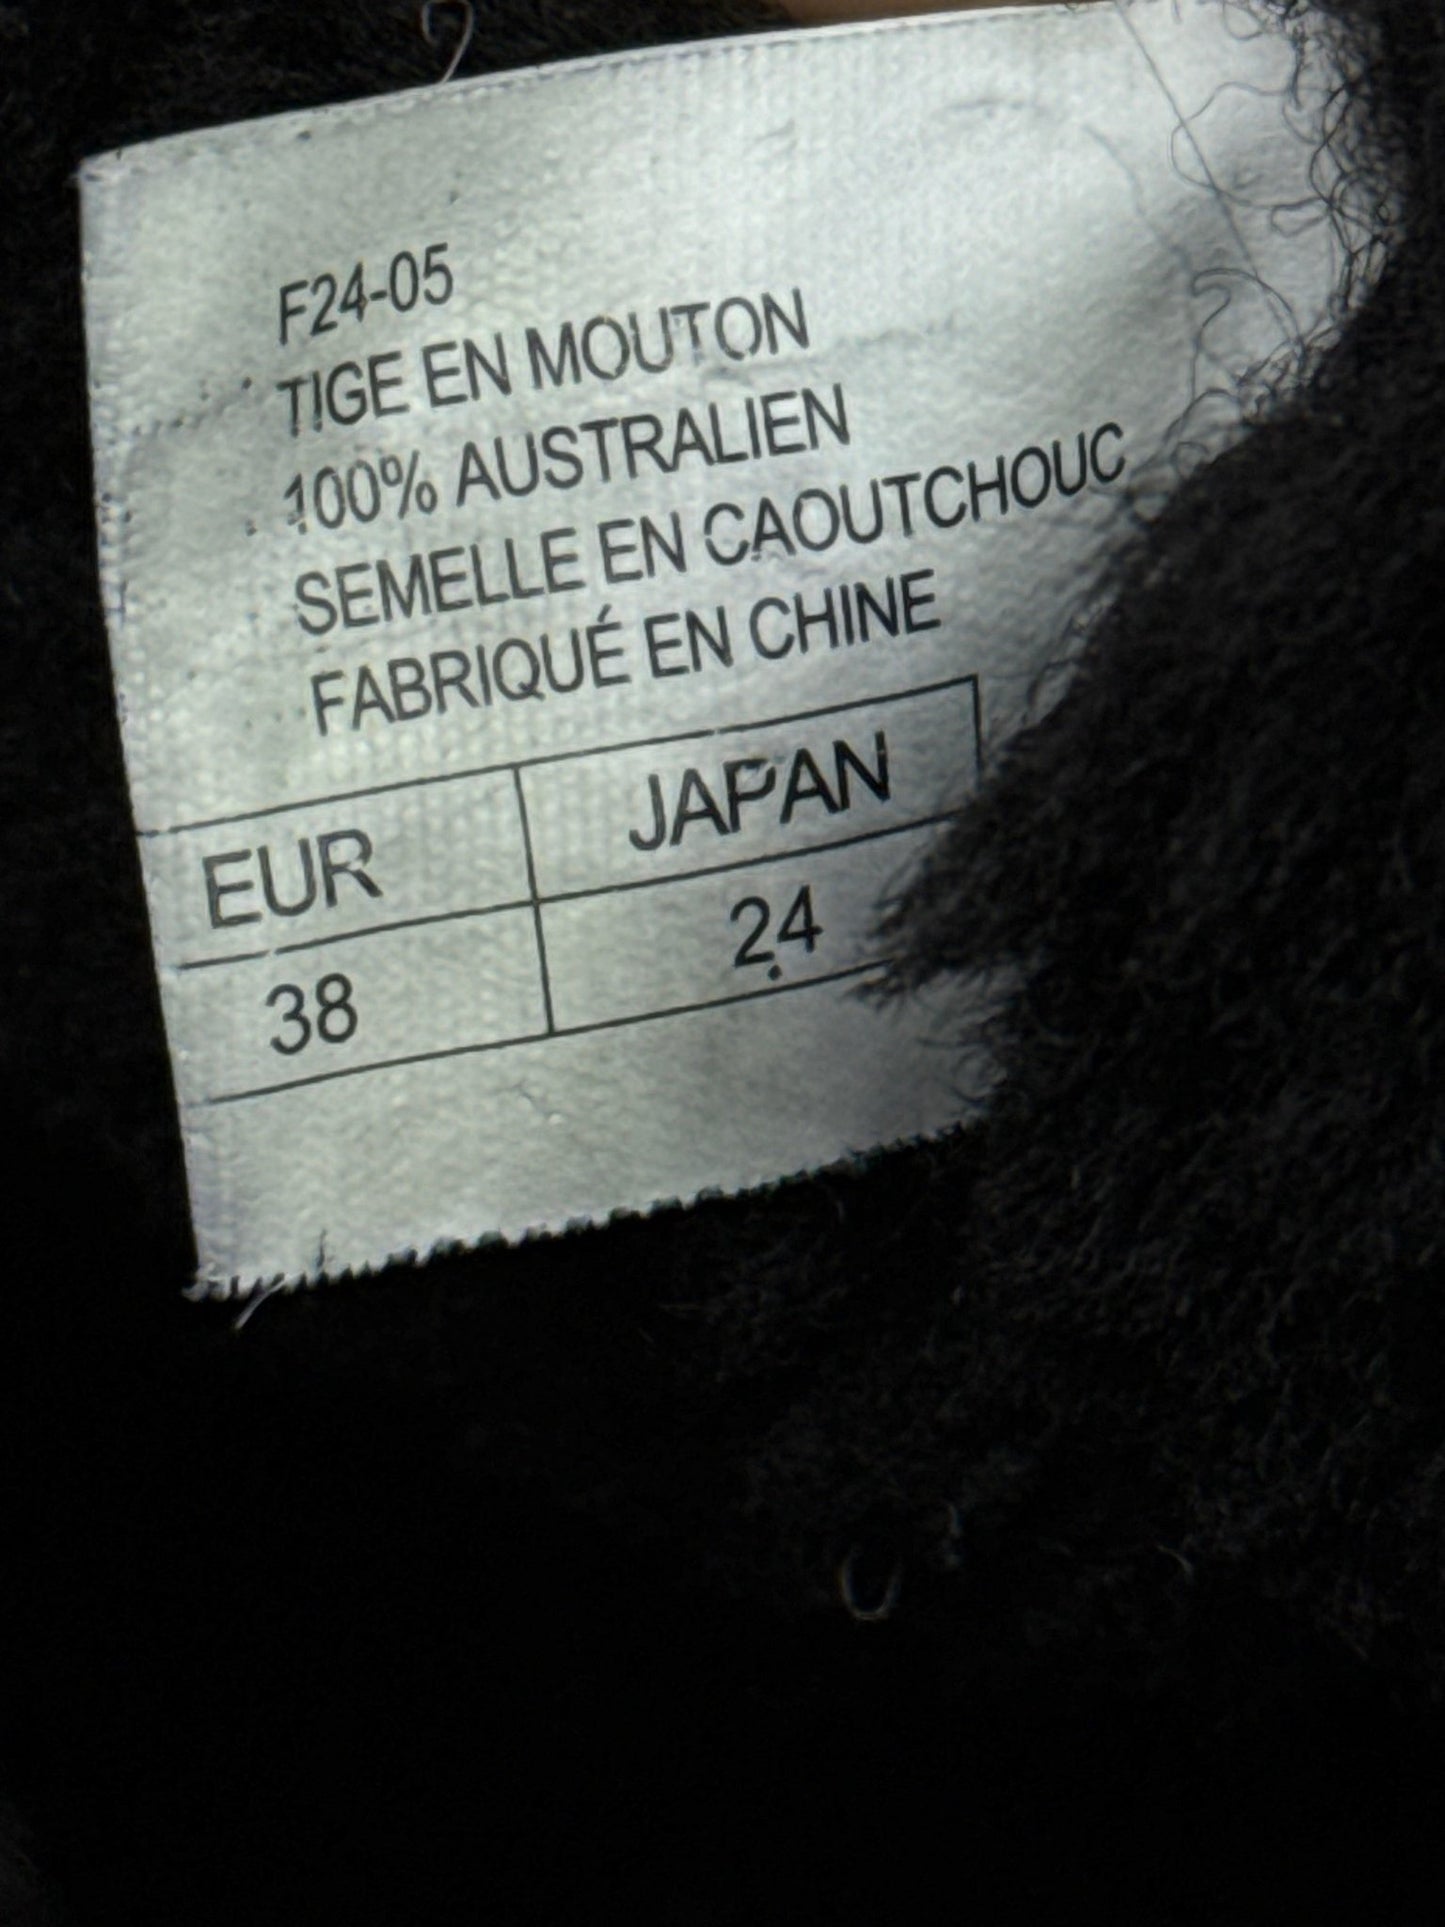 F24-05
TIGE EN MOUTON
100% AUSTRALIEN
SEMELLE EN CAOUTCHOUC
FABRIQUÉ EN CHINE
EUR JAPAN
38 24